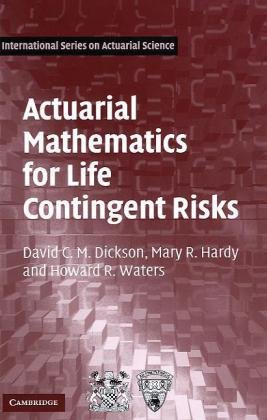 International Series on Actuarial Science
Actuarial
Mathematics
for Life
Contingent Risks
David C. M. Dickson, Mary R. Hardy
and Howard R. Waters
CAMBRIDGE